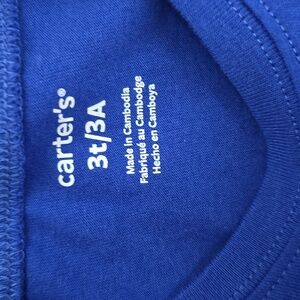 carter's®
3t/3A
Made in Cambodia
Fabriqué au Cambodge
Hecho en Camboya